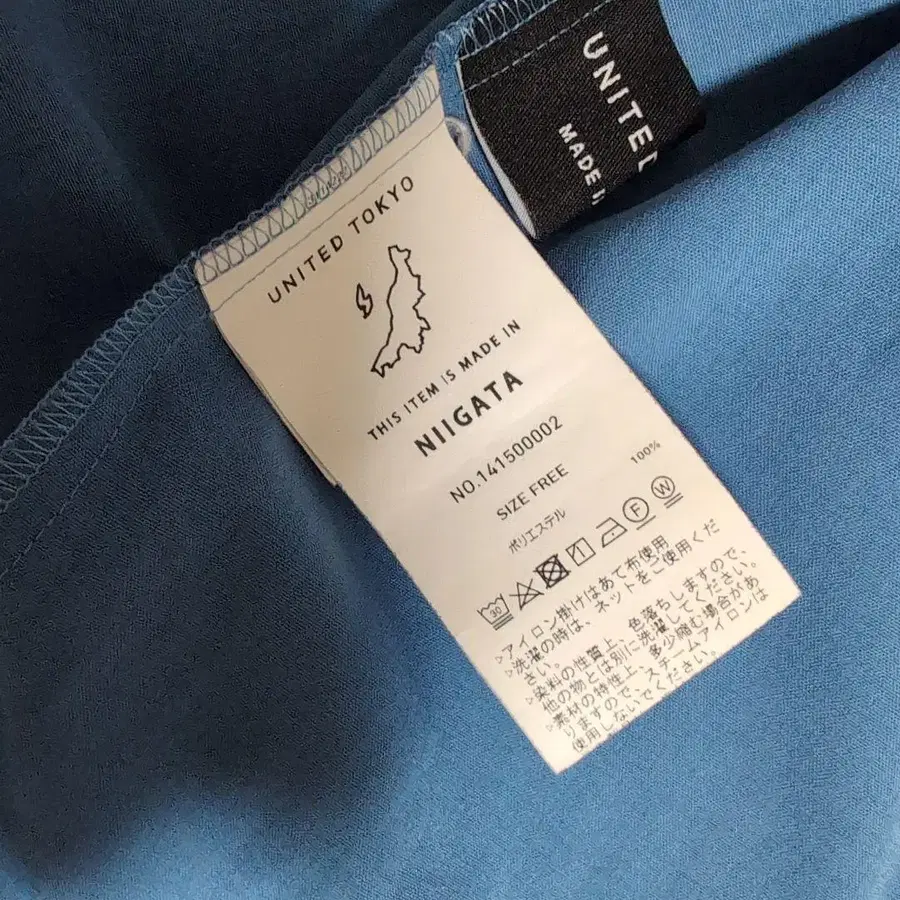 UNITED
MADE I
UNITED TOKYO
THIS ITEM IS MADE IN
NIIGATA
NO.141500002
SIZE FREE
ポリエステル 100%
30 F W
▷アイロン掛けはあて布使用
▷洗濯の時は、ネットをご使用くだ
さい。
▷染料の性質上、色落ちしますので、
他の物とは別に洗濯してください。
▷素材の特性上、多少縮む場合があ
りますので、スチームアイロンは
使用しないでください。